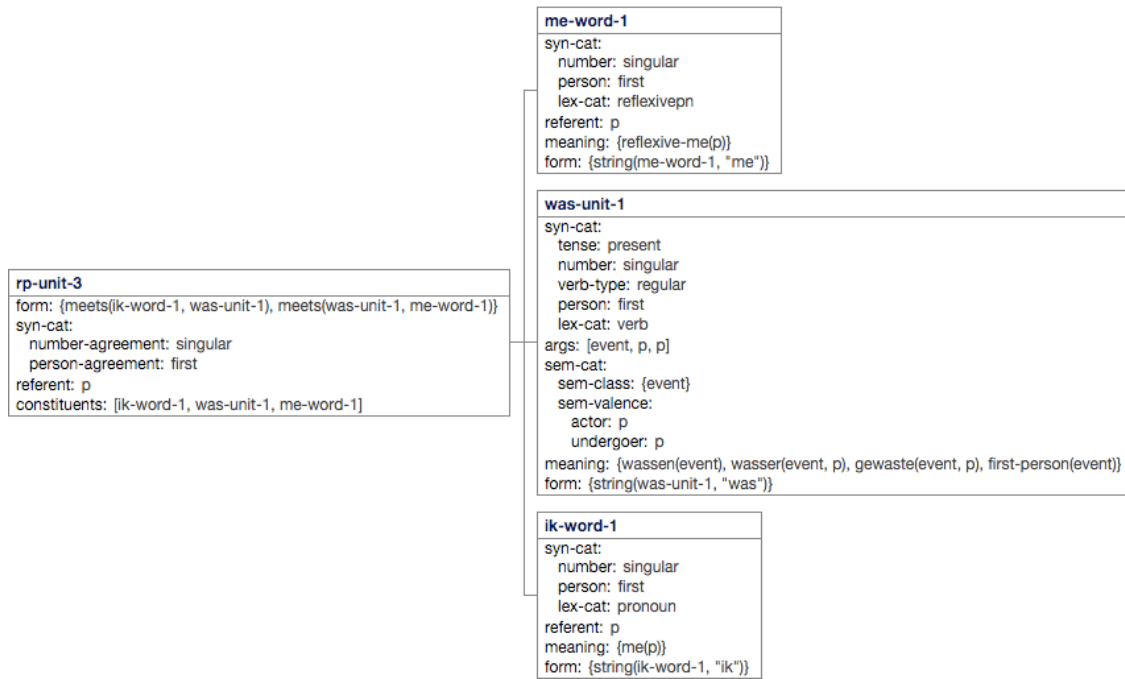 me-word-1
syn-cat:
number: singular
person: first
lex-cat: reflexivepn
referent: p
meaning: {reflexive-me(p)}
form: {string(me-word-1, "me")}
was-unit-1
syn-cat:
tense: present
number: singular
verb-type: regular
person: first
lex-cat: verb
args: [event, p, p]
sem-cat:
sem-class: {event}
sem-valence:
actor: p
undergoer: p
meaning: {wassen(event), wasser(event, p), gewaste(event, p), first-person(event)}
form: {string(was-unit-1, "was")}
rp-unit-3
form: {meets(ik-word-1, was-unit-1), meets(was-unit-1, me-word-1)}
syn-cat:
number-agreement: singular
person-agreement: first
referent: p
constituents: [ik-word-1, was-unit-1, me-word-1]
ik-word-1
syn-cat:
number: singular
person: first
lex-cat: pronoun
referent: p
meaning: {me(p)}
form: {string(ik-word-1, "ik")}